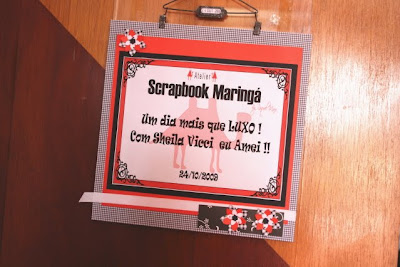 Atelier
Scrapbook Maringá
Um dia mais que LUXO !
Com Sheila Vicci eu Amei !!
24/10/2009